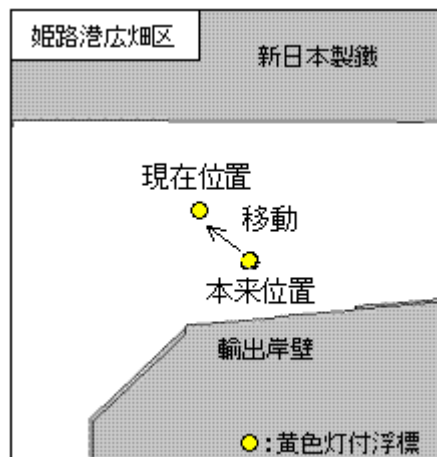 姫路港広畑区
新日本製鐵
現在位置
移動
本来位置
輸出岸壁
:黄色灯付浮標